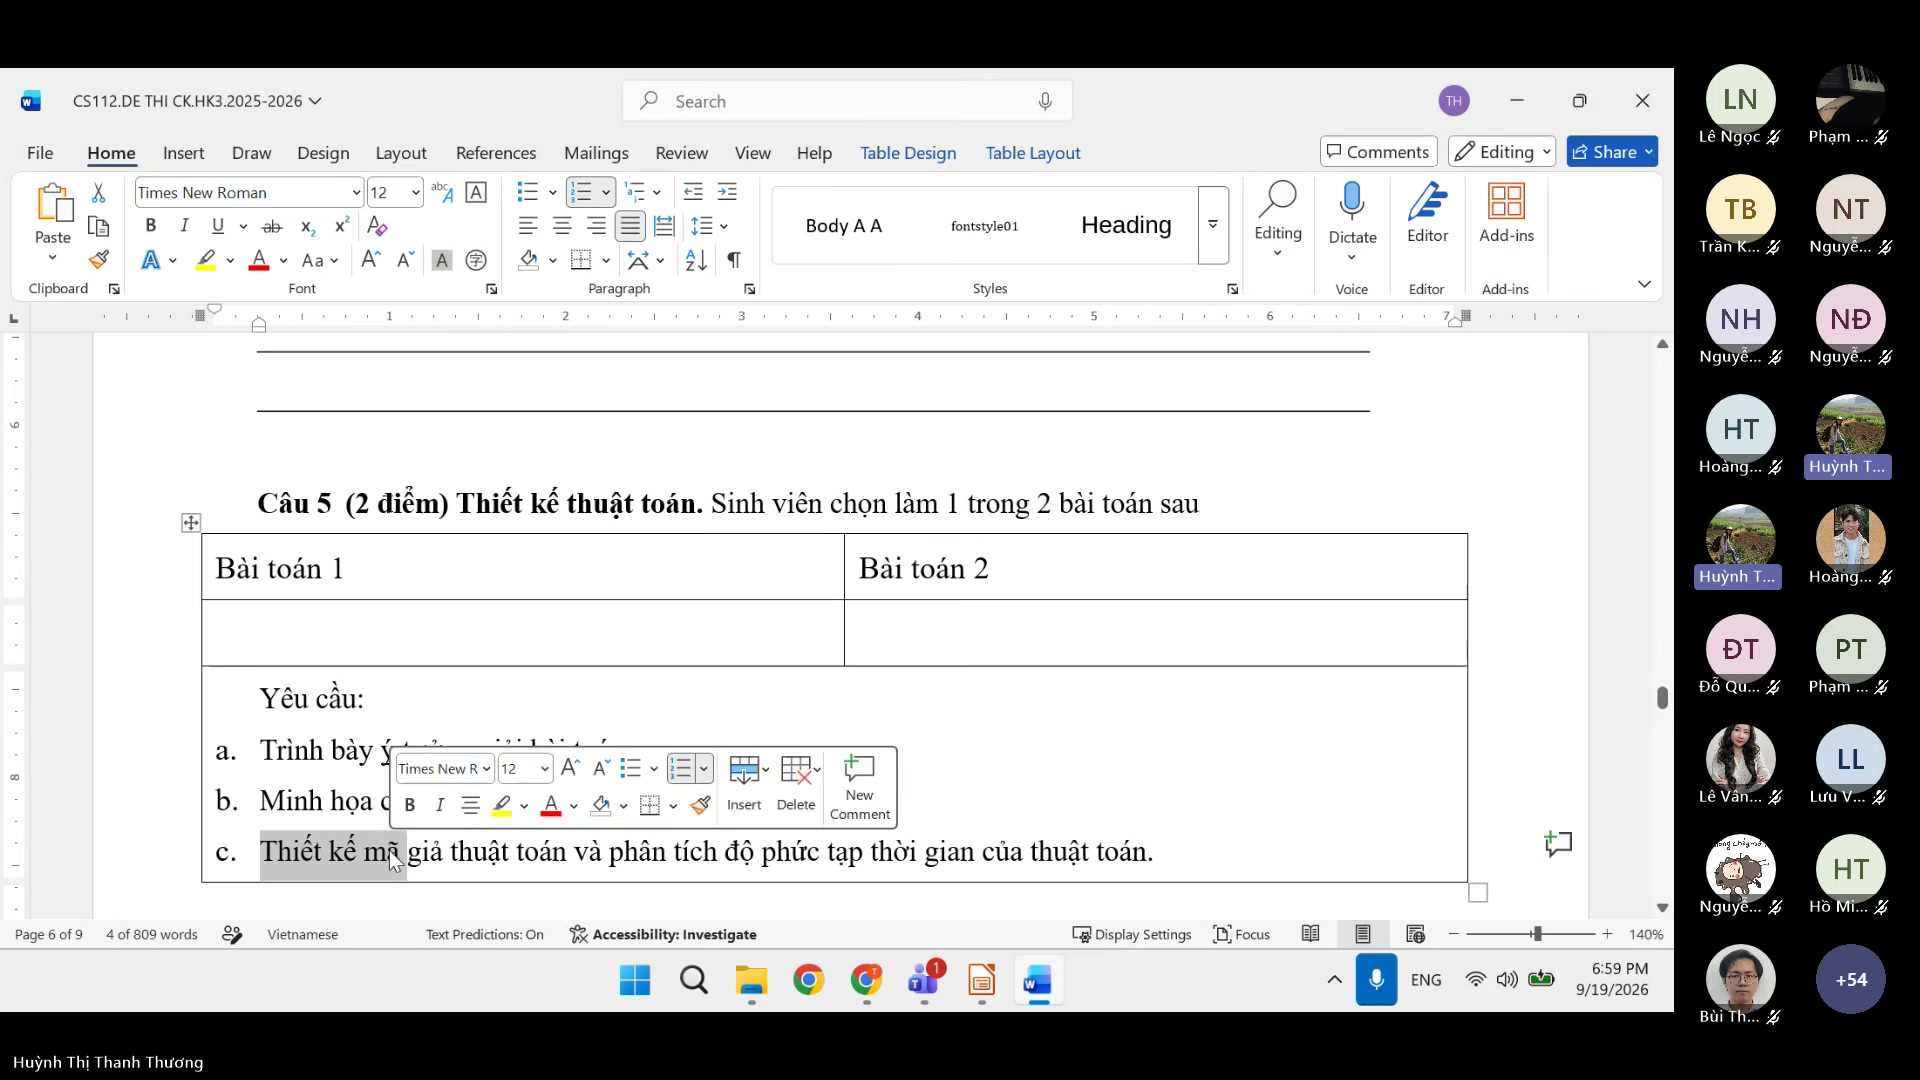 CS112.DE THI CK.HK3.2025-2026
Search
TH
File Home Insert Draw Design Layout References Mailings Review View Help Table Design Table Layout
Comments Editing Share
Times New Roman 12
Body A A fontstyle01 Heading
Paste
Editing Dictate Editor Add-ins
Clipboard Font Paragraph Styles Voice Editor Add-ins
1 2 3 4 5 6 7
Câu 5 (2 điểm) Thiết kế thuật toán. Sinh viên chọn làm 1 trong 2 bài toán sau
Bài toán 1 Bài toán 2
Yêu cầu:
a. Trình bày
b. Minh họa
c. Thiết kế mã giả thuật toán và phân tích độ phức tạp thời gian của thuật toán.
Times New R 12
Insert Delete New Comment
Page 6 of 9 4 of 809 words Vietnamese Text Predictions: On Accessibility: Investigate Display Settings Focus 140%
ENG 6:59 PM
9/19/2026
LN
Lê Ngọc Phạm ...
TB NT
Trần K... Nguyễ...
NH NĐ
Nguyễ... Nguyễ...
HT
Hoàng... Huỳnh T...
Huỳnh T... Hoàng...
ĐT PT
Đỗ Qu... Phạm ...
LL
Lê Vân... Lưu V...
HT
Nguyễ... Hồ Mi...
+54
Bùi Th...
Huỳnh Thị Thanh Thương